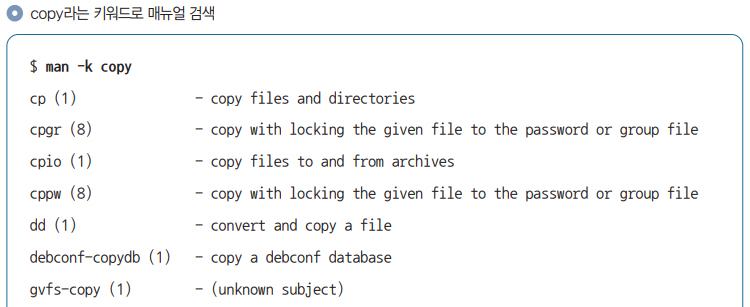 copy라는 키워드로 매뉴얼 검색
$ man -k copy
cp (1) - copy files and directories
cpgr (8) - copy with locking the given file to the password or group file
cpio (1) - copy files to and from archives
cppw (8) - copy with locking the given file to the password or group file
dd (1) - convert and copy a file
debconf-copydb (1) - copy a debconf database
gvfs-copy (1) - (unknown subject)